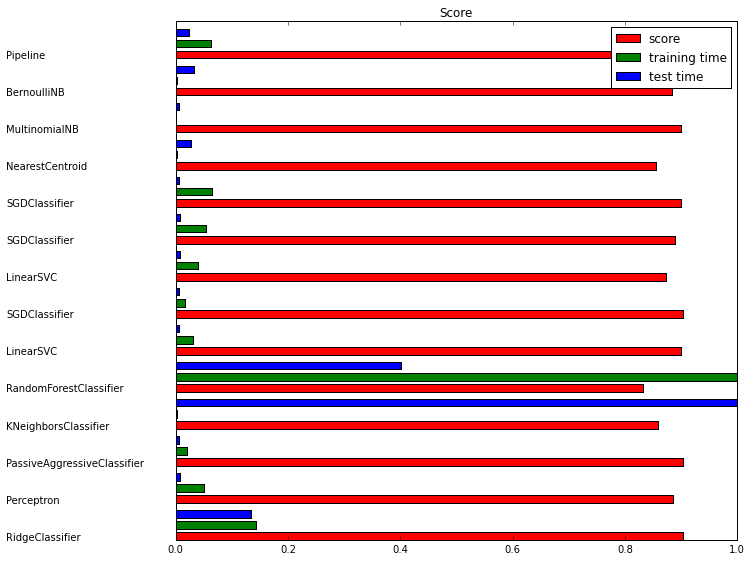 Score
score
training time
test time
Pipeline
BernoulliNB
MultinomialNB
NearestCentroid
SGDClassifier
SGDClassifier
LinearSVC
SGDClassifier
LinearSVC
RandomForestClassifier
KNeighborsClassifier
PassiveAggressiveClassifier
Perceptron
RidgeClassifier
0.0 0.2 0.4 0.6 0.8 1.0